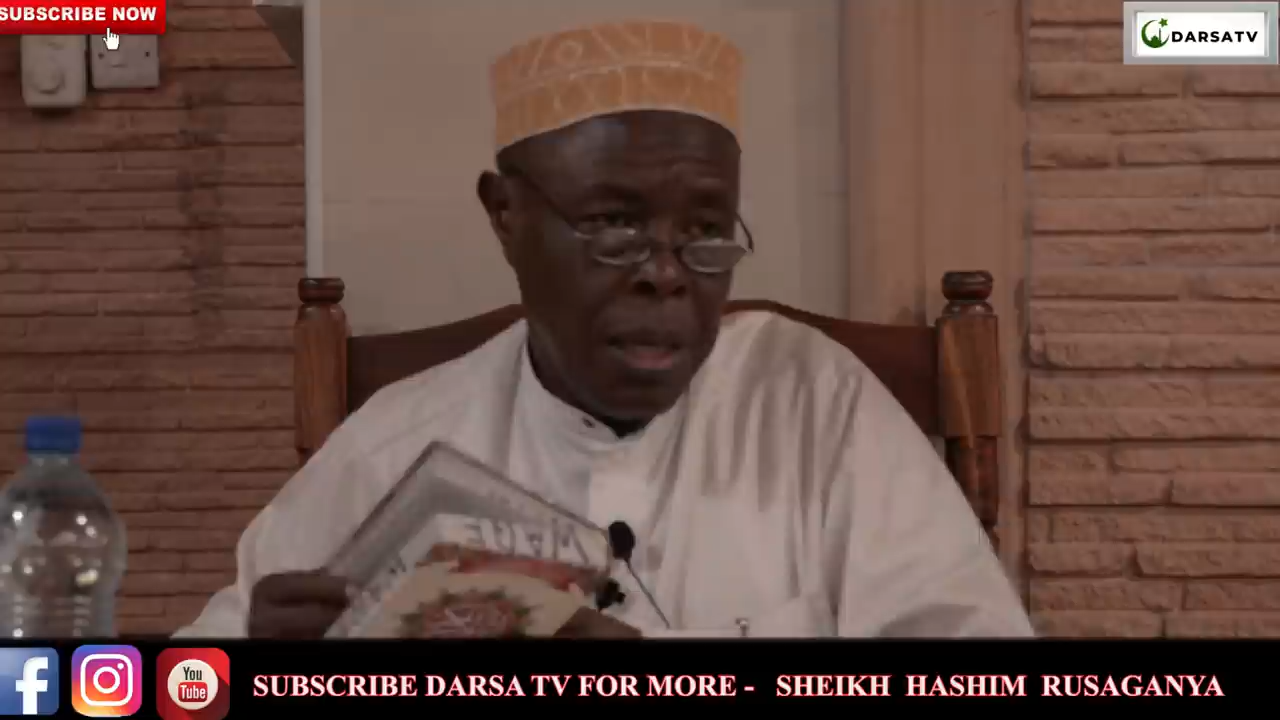 SUBSCRIBE NOW
DARSATV
You
Tube
SUBSCRIBE DARSA TV FOR MORE - SHEIKH HASHIM RUSAGANYA